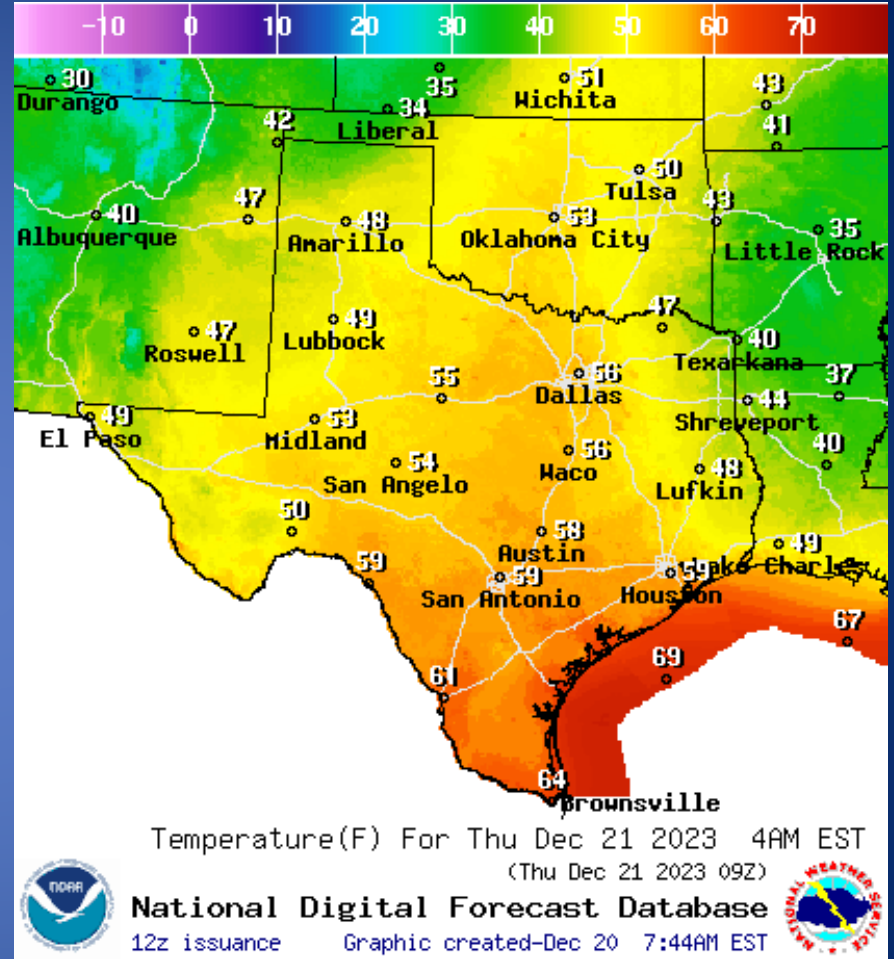 -10 0 10 20 30 40 50 60 70
30
Durango
35
34
Liberal
51
Wichita
43
41
42
50
Tulsa
40
Albuquerque
47
48
Amarillo
53
Oklahoma City
43
35
Little Rock
47
Roswell
49
Lubbock
47
40
Texarkana
55
56
Dallas
37
44
Shreveport
49
El Paso
53
Midland
54
San Angelo
56
Waco
48
Lufkin
40
50
58
Austin
49
Lake Charles
59
59
San Antonio
59
Houston
67
69
61
64
Brownsville
Temperature(F) For Thu Dec 21 2023 4AM EST
(Thu Dec 21 2023 09Z)
NOAA
National Digital Forecast Database
NATIONAL WEATHER SERVICE
12z issuance Graphic created-Dec 20 7:44AM EST